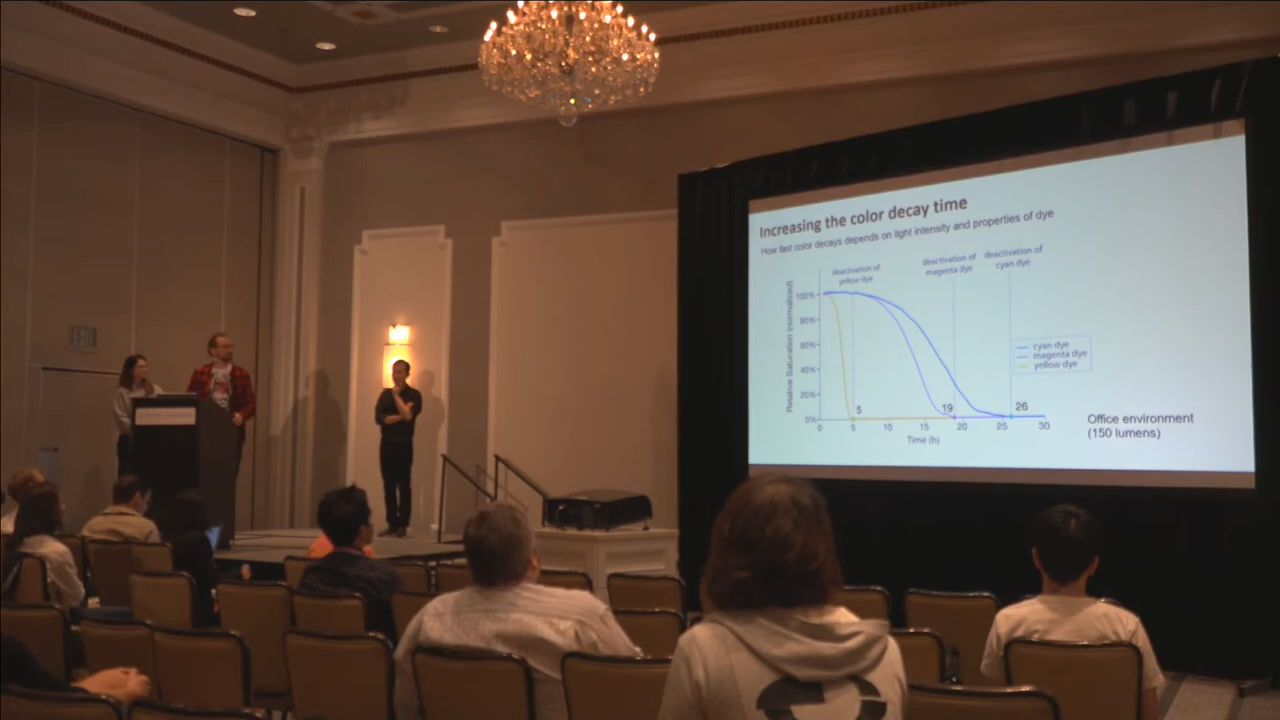 Increasing the color decay time
How fast color decays depends on light intensity and properties of dye
deactivation of
yellow dye
deactivation of
magenta dye
deactivation of
cyan dye
Relative Saturation (normalized)
100%
80%
60%
40%
20%
0%
5
19
26
0
5
10
15
20
25
30
Time (h)
cyan dye
magenta dye
yellow dye
Office environment
(150 lumens)